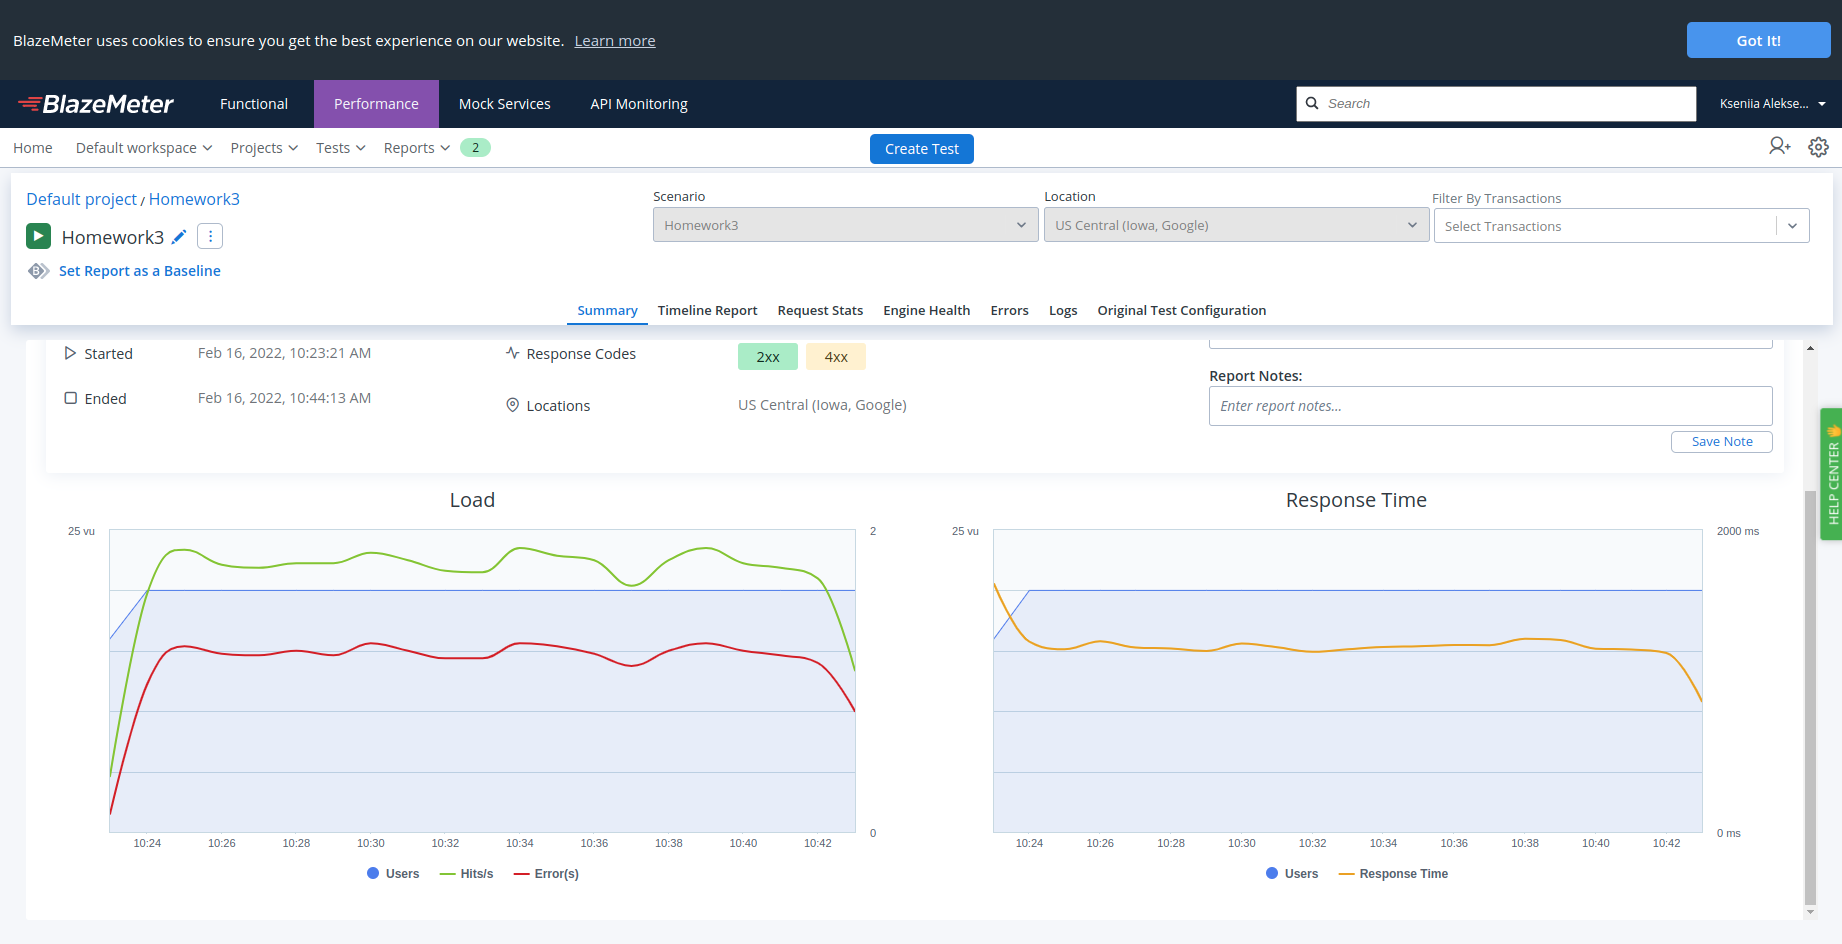 BlazeMeter uses cookies to ensure you get the best experience on our website. Learn more
Got It!
BlazeMeter
Functional
Performance
Mock Services
API Monitoring
Search
Kseniia Alekse...
Home
Default workspace
Projects
Tests
Reports
2
Create Test
Default project / Homework3
Homework3
Set Report as a Baseline
Scenario
Homework3
Location
US Central (Iowa, Google)
Filter By Transactions
Select Transactions
Summary
Timeline Report
Request Stats
Engine Health
Errors
Logs
Original Test Configuration
Started
Feb 16, 2022, 10:23:21 AM
Response Codes
2xx
4xx
Ended
Feb 16, 2022, 10:44:13 AM
Locations
US Central (Iowa, Google)
Report Notes:
Enter report notes...
Save Note
HELP CENTER
Load
25 vu
2
0
10:24
10:26
10:28
10:30
10:32
10:34
10:36
10:38
10:40
10:42
Users
Hits/s
Error(s)
Response Time
25 vu
2000 ms
0 ms
10:24
10:26
10:28
10:30
10:32
10:34
10:36
10:38
10:40
10:42
Users
Response Time